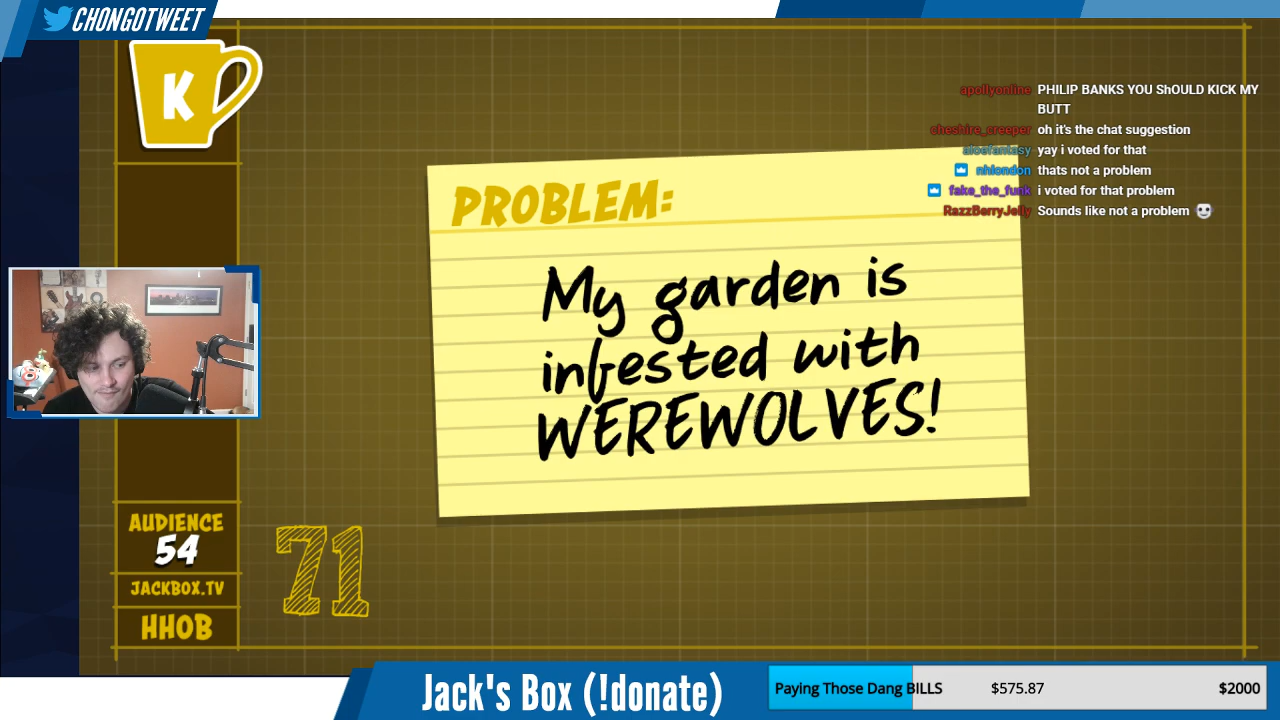 CHONGOTWEET
K
apollyonline PHILIP BANKS YOU ShOULD KICK MY
BUTT
cheshire_creeper oh it's the chat suggestion
aloefantasy yay i voted for that
nhlondon thats not a problem
fake_the_funk i voted for that problem
RazzBerryJelly Sounds like not a problem
PROBLEM:
My garden is
infested with
WEREWOLVES!
AUDIENCE
54
JACKBOX.TV
HHOB
71
Jack's Box (!donate)
Paying Those Dang BILLS $575.87 $2000